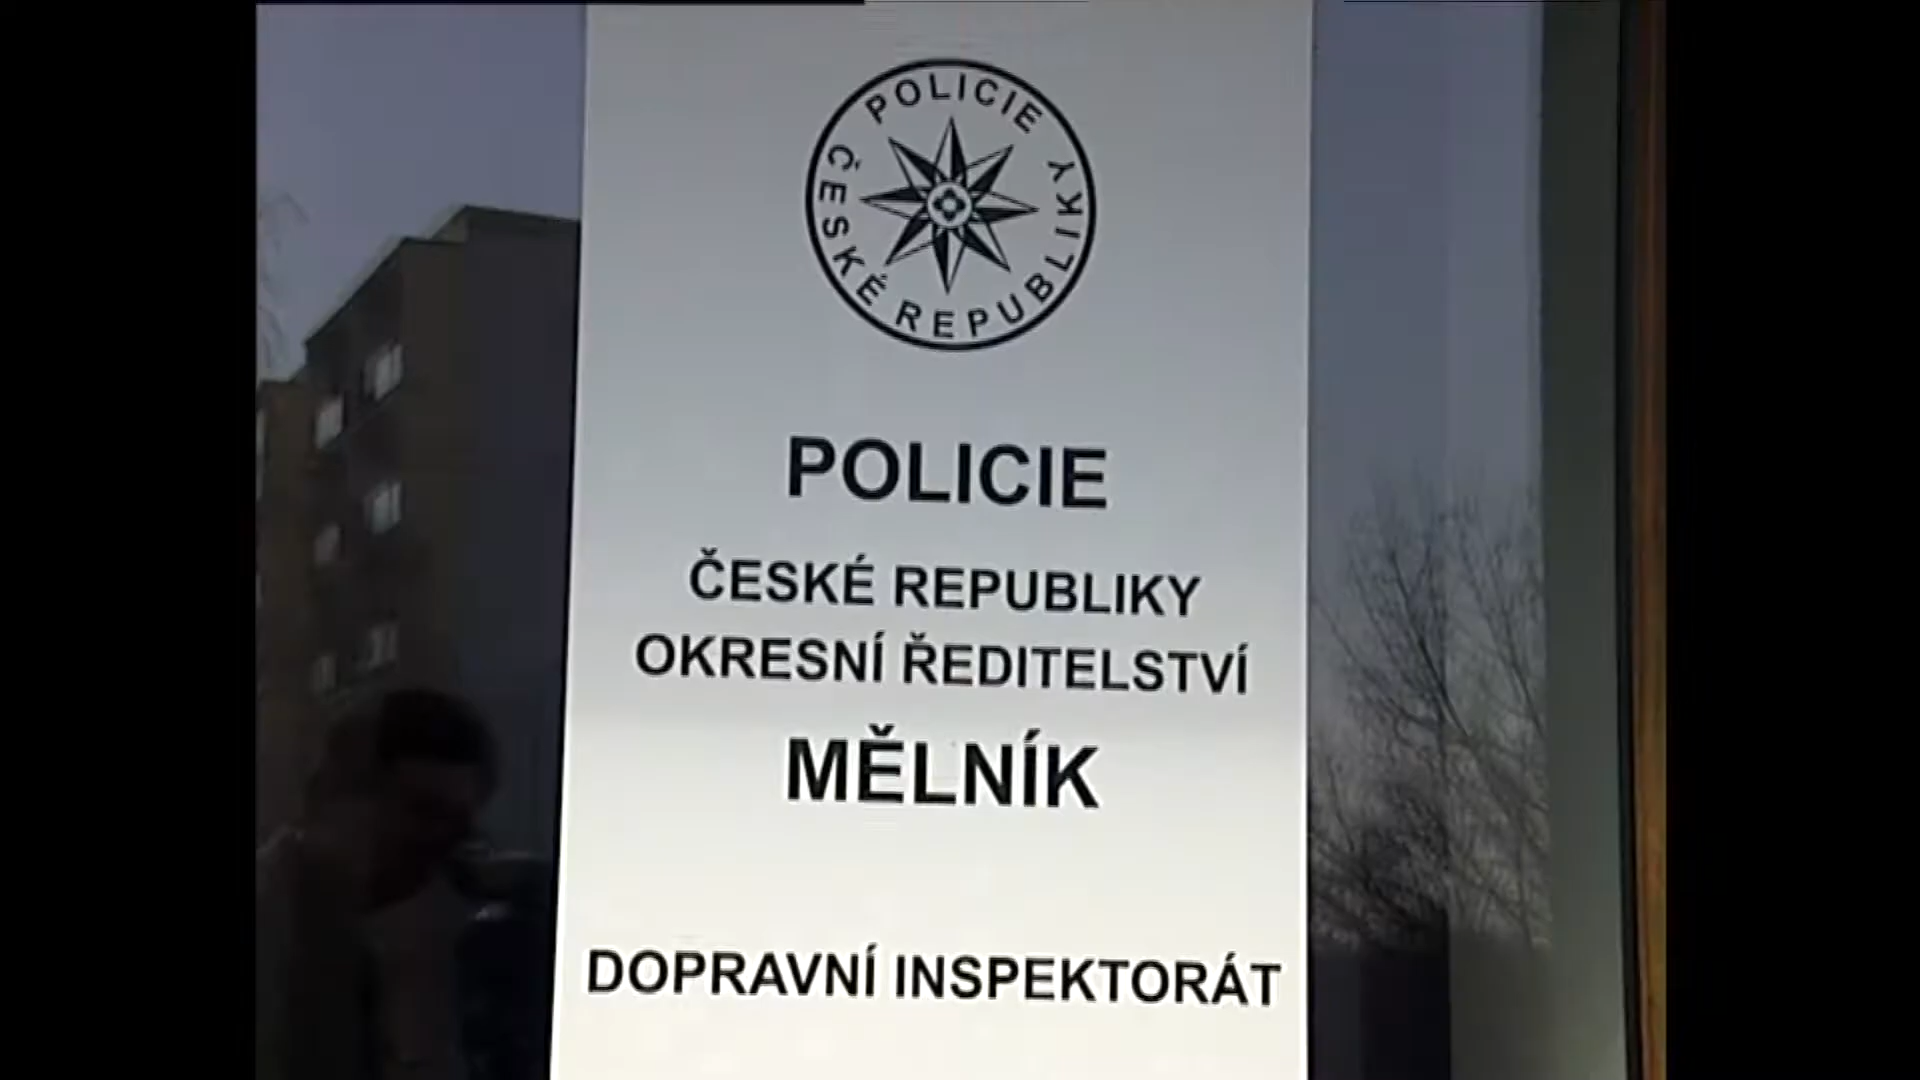 POLICIE
ČESKÉ REPUBLIKY
POLICIE
ČESKÉ REPUBLIKY
OKRESNÍ ŘEDITELSTVÍ
MĚLNÍK
DOPRAVNÍ INSPEKTORÁT